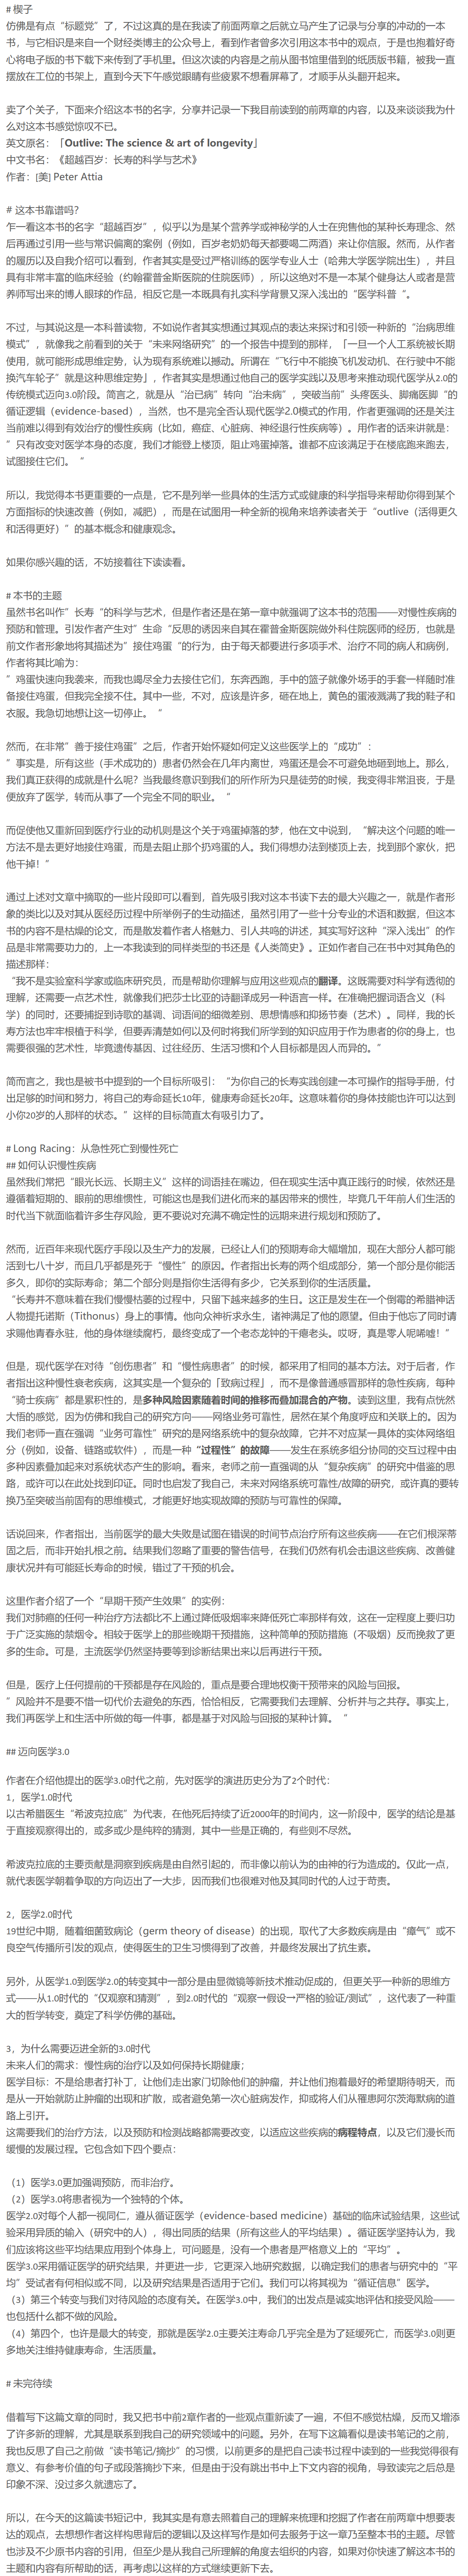 # 楔子
仿佛是有点“标题党”了，不过这真的是在我读了前面两章之后就立马产生了记录与分享的冲动的一本
书，与它相识是来自一个财经类博主的公众号上，看到作者曾多次引用这本书中的观点，于是也抱着好奇
心将电子版的书下载下来传到了手机里。但这次读的内容是之前从图书馆里借到的纸质版书籍，被我一直
摆放在工位的书架上，直到今天下午感觉眼睛有些疲累不想看屏幕了，才顺手从头翻开起来。
卖了个关子，下面来介绍这本书的名字，分享并记录一下我目前读到的前两章的内容，以及来谈谈我为什
么对这本书感觉惊叹不已。
英文原名：「Outlive: The science & art of longevity」
中文书名：《超越百岁：长寿的科学与艺术》
作者：[美] Peter Attia
# 这本书靠谱吗?
乍一看这本书的名字“超越百岁”，似乎以为是某个营养学或神秘学的人士在兜售他的某种长寿理念、然
后再通过引用一些与常识偏离的案例（例如，百岁老奶奶每天都要喝二两酒）来让你信服。然而，从作者
的履历以及自我介绍可以看到，作者其实是受过严格训练的医学专业人士（哈弗大学医学院出生），并且
具有非常丰富的临床经验（约翰霍普金斯医院的住院医师），所以这绝对不是一本某个健身达人或者是营
养师写出来的博人眼球的作品，相反它是一本既具有扎实科学背景又深入浅出的“医学科普“。
不过，与其说这是一本科普读物，不如说作者其实想通过其观点的表达来探讨和引领一种新的“治病思维
模式”，就像我之前看到的关于“未来网络研究”的一个报告中提到的那样，「一旦一个人工系统被长期
使用，就可能形成思维定势，认为现有系统难以撼动。所谓在“飞行中不能换飞机发动机、在行驶中不能
换汽车轮子”就是这种思维定势」，作者其实是想通过他自己的医学实践以及思考来推动现代医学从2.0的
传统模式迈向3.0阶段。简言之，就是从“治已病”转向“治未病”，突破当前”头疼医头、脚痛医脚“的
循证逻辑（evidence-based），当然，也不是完全否认现代医学2.0模式的作用，作者更强调的还是关注
当前难以得到有效治疗的慢性疾病（比如，癌症、心脏病、神经退行性疾病等）。用作者的话来讲就是：
”只有改变对医学本身的态度，我们才能登上楼顶，阻止鸡蛋掉落。谁都不应该满足于在楼底跑来跑去，
试图接住它们。 “
所以，我觉得本书更重要的一点是，它不是列举一些具体的生活方式或健康的科学指导来帮助你得到某个
方面指标的快速改善（例如，减肥），而是在试图用一种全新的视角来培养读者关于“outlive（活得更久
和活得更好）”的基本概念和健康观念。
如果你感兴趣的话，不妨接着往下读读看。
# 本书的主题
虽然书名叫作”长寿“的科学与艺术，但是作者还是在第一章中就强调了这本书的范围——对慢性疾病的
预防和管理。引发作者产生对”生命“反思的诱因来自其在霍普金斯医院做外科住院医师的经历，也就是
前文作者形象地将其描述为”接住鸡蛋“的行为，由于每天都要进行多项手术、治疗不同的病人和病例，
作者将其比喻为：
”鸡蛋快速向我袭来，而我也竭尽全力去接住它们，东奔西跑，手中的篮子就像外场手的手套一样随时准
备接住鸡蛋，但我完全接不住。其中一些，不对，应该是许多，砸在地上，黄色的蛋液溅满了我的鞋子和
衣服。我急切地想让这一切停止。 “
然而，在非常”善于接住鸡蛋”之后，作者开始怀疑如何定义这些医学上的“成功”：
”事实是，所有这些（手术成功的）患者仍然会在几年内离世，鸡蛋还是会不可避免地砸到地上。那么，
我们真正获得的成就是什么呢？当我最终意识到我们的所作所为只是徒劳的时候，我变得非常沮丧，于是
便放弃了医学，转而从事了一个完全不同的职业。 “
而促使他又重新回到医疗行业的动机则是这个关于鸡蛋掉落的梦，他在文中说到，“解决这个问题的唯一
方法不是去更好地接住鸡蛋，而是去阻止那个扔鸡蛋的人。我们得想办法到楼顶上去，找到那个家伙，把
他干掉！”
通过上述对文章中摘取的一些片段即可以看到，首先吸引我对这本书读下去的最大兴趣之一，就是作者形
象的类比以及对其从医经历过程中所举例子的生动描述，虽然引用了一些十分专业的术语和数据，但这本
书的内容不是枯燥的论文，而是散发着作者人格魅力、引人共鸣的讲述，其实写好这种“深入浅出”的作
品是非常需要功力的，上一本我读到的同样类型的书还是《人类简史》。正如作者自己在书中对其角色的
描述那样：
“我不是实验室科学家或临床研究员，而是帮助你理解与应用这些观点的翻译。这既需要对科学有透彻的
理解，还需要一点艺术性，就像我们把莎士比亚的诗翻译成另一种语言一样。在准确把握词语含义（科
学）的同时，还要捕捉到诗歌的基调、词语间的细微差别、思想情感和抑扬节奏（艺术）。同样，我的长
寿方法也牢牢根植于科学，但要弄清楚如何以及何时将我们所学到的知识应用于作为患者的你的身上，也
需要很强的艺术性，毕竟遗传基因、过往经历、生活习惯和个人目标都是因人而异的。”
简而言之，我也是被书中提到的一个目标所吸引：“为你自己的长寿实践创建一本可操作的指导手册，付
出足够的时间和努力，将自己的寿命延长10年，健康寿命延长20年。这意味着你的身体技能也许可以达到
小你20岁的人那样的状态。”这样的目标简直太有吸引力了。
# Long Racing：从急性死亡到慢性死亡
## 如何认识慢性疾病
虽然我们常把“眼光长远、长期主义”这样的词语挂在嘴边，但在现实生活中真正践行的时候，依然还是
遵循着短期的、眼前的思维惯性，可能这也是我们进化而来的基因带来的惯性，毕竟几千年前人们生活的
时代当下就面临着许多生存风险，更不要说对充满不确定性的远期来进行规划和预防了。
然而，近百年来现代医疗手段以及生产力的发展，已经让人们的预期寿命大幅增加，现在大部分人都可能
活到七八十岁，而且几乎都是死于“慢性”的原因。作者指出长寿的两个组成部分，第一个部分是你能活
多久，即你的实际寿命；第二个部分则是指你生活得有多少，它关系到你的生活质量。
“长寿并不意味着在我们慢慢枯萎的过程中，只留下越来越多的生日。这正是发生在一个倒霉的希腊神话
人物提托诺斯（Tithonus）身上的事情。他向众神祈求永生，诸神满足了他的愿望。但由于他忘了同时请
求赐他青春永驻，他的身体继续腐朽，最终变成了一个老态龙钟的干瘪老头。哎呀，真是零人呢喃嘘！”
但是，现代医学在对待“创伤患者”和“慢性病患者”的时候，都采用了相同的基本方法。对于后者，作
者指出这种慢性衰老疾病，这其实是一个复杂的「致病过程」，而不是像普通感冒那样的急性疾病，每种
“骑士疾病”都是累积性的，是多种风险因素随着时间的推移而叠加混合的产物。读到这里，我有点恍然
大悟的感觉，因为仿佛和我自己的研究方向——网络业务可靠性，居然在某个角度呼应和关联上的。因为
我们老师一直在强调“业务可靠性”研究的是网络系统中的复杂故障，它并不对应某一具体的实体网络组
分（例如，设备、链路或软件），而是一种“过程性”的故障——发生在系统多组分协同的交互过程中由
多种因素叠加起来对系统状态产生的影响。看来，老师之前一直强调的从“复杂疾病”的研究中借鉴的思
路，或许可以在此处找到印证。同时也启发了我自己，未来对网络系统可靠性/故障的研究，或许真的要转
换乃至突破当前固有的思维模式，才能更好地实现故障的预防与可靠性的保障。
话说回来，作者指出，当前医学的最大失败是试图在错误的时间节点治疗所有这些疾病——在它们根深蒂
固之后，而非开始扎根之前。结果我们忽略了重要的警告信号，在我们仍然有机会击退这些疾病、改善健
康状况并有可能延长寿命的时候，错过了干预的机会。
这里作者介绍了一个“早期干预产生效果”的实例：
我们对肺癌的任何一种治疗方法都比不上通过降低吸烟率来降低死亡率那样有效，这在一定程度上要归功
于广泛实施的禁烟令。相较于医学上的那些晚期干预措施，这种简单的预防措施（不吸烟）反而挽救了更
多的生命。可是，主流医学仍然坚持要等到诊断结果出来以后再进行干预。
但是，医疗上任何提前的干预都是存在风险的，重点是要合理地权衡干预带来的风险与回报。
”风险并不是要不惜一切代价去避免的东西，恰恰相反，它需要我们去理解、分析并与之共存。事实上，
我们再医学上和生活中所做的每一件事，都是基于对风险与回报的某种计算。 “
## 迈向医学3.0
作者在介绍他提出的医学3.0时代之前，先对医学的演进历史分为了2个时代：
1，医学1.0时代
以古希腊医生“希波克拉底”为代表，在他死后持续了近2000年的时间内，这一阶段中，医学的结论是基
于直接观察得出的，或多或少是纯粹的猜测，其中一些是正确的，有些则不尽然。
希波克拉底的主要贡献是洞察到疾病是由自然引起的，而非像以前认为的由神的行为造成的。仅此一点，
就代表医学朝着争取的方向迈出了一大步，因而我们也很难对他及其同时代的人过于苛责。
2，医学2.0时代
19世纪中期，随着细菌致病论（germ theory of disease）的出现，取代了大多数疾病是由“瘴气”或不
良空气传播所引发的观点，使得医生的卫生习惯得到了改善，并最终发展出了抗生素。
另外，从医学1.0到医学2.0的转变其中一部分是由显微镜等新技术推动促成的，但更关乎一种新的思维方
式——从1.0时代的“仅观察和猜测”，到2.0时代的“观察→假设→严格的验证/测试”，这代表了一种重
大的哲学转变，奠定了科学仿佛的基础。
3，为什么需要迈进全新的3.0时代
未来人们的需求：慢性病的治疗以及如何保持长期健康；
医学目标：不是给患者打补丁，让他们走出家门切除他们的肿瘤，并让他们抱着最好的希望期待明天，而
是从一开始就防止肿瘤的出现和扩散，或者避免第一次心脏病发作，抑或将人们从罹患阿尔茨海默病的道
路上引开。
这需要我们的治疗方法，以及预防和检测战略都需要改变，以适应这些疾病的病程特点，以及它们漫长而
缓慢的发展过程。它包含如下四个要点：
（1）医学3.0更加强调预防，而非治疗。
（2）医学3.0将患者视为一个独特的个体。
医学2.0对每个人都一视同仁，遵从循证医学（evidence-based medicine）基础的临床试验结果，这些试
验采用异质的输入（研究中的人），得出同质的结果（所有这些人的平均结果）。循证医学坚持认为，我
们应该将这些平均结果应用到个体身上，可问题是，没有一个患者是严格意义上的“平均”。
医学3.0采用循证医学的研究结果，并更进一步，它更深入地研究数据，以确定我们的患者与研究中的“平
均”受试者有何相似或不同，以及研究结果是否适用于它们。我们可以将其视为“循证信息”医学。
（3）第三个转变与我们对待风险的态度有关。在医学3.0中，我们的出发点是诚实地评估和接受风险——
也包括什么都不做的风险。
（4）第四个，也许是最大的转变，那就是医学2.0主要关注寿命几乎完全是为了延缓死亡，而医学3.0则更
多地关注维持健康寿命，生活质量。
# 未完待续
借着写下这篇文章的同时，我又把书中前2章作者的一些观点重新读了一遍，不但不感觉枯燥，反而又增添
了许多新的理解，尤其是联系到我自己的研究领域中的问题。另外，在写下这篇看似是读书笔记的之前，
我也反思了自己之前做“读书笔记/摘抄”的习惯，以前更多的是把自己读书过程中读到的一些我觉得很有
意义、有参考价值的句子或段落摘抄下来，但是由于没有跳出书中上下文内容的视角，导致读完之后总是
印象不深、没过多久就遗忘了。
所以，在今天的这篇读书短记中，我其实是有意去照着自己的理解来梳理和挖掘了作者在前两章中想要表
达的观点，去想想作者这样构思背后的逻辑以及这样写作是如何去服务于这一章乃至整本书的主题。尽管
也涉及不少原书内容的引用，但至少是从我自己所理解的角度去组织的内容，如果对你快速了解这本书的
主题和内容有所帮助的话，再考虑以这样的方式继续更新下去。